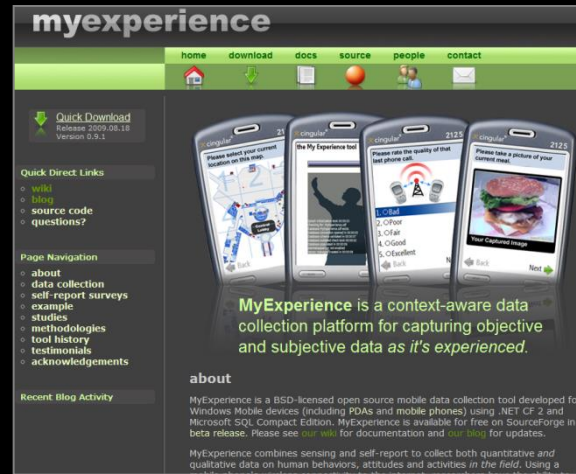 myexperience
home download docs source people contact
Quick Download
Release 2009.08.18
Version 0.9.1
Quick Direct Links
wiki
blog
source code
questions?
Page Navigation
about
data collection
self-report surveys
example
studies
methodologies
tool history
testimonials
acknowledgements
Recent Blog Activity
cingular
Please select your current location on this map.
Back
cingular
the My Experience tool
Back
cingular 2125
Please rate the quality of that last phone call.
1. Bad
2. Poor
3. Fair
4. Good
5. Excellent
Back
cingular 2125
Please take a picture of your current meal.
Your Captured Image
Back Next
MyExperience is a context-aware data
collection platform for capturing objective
and subjective data as it's experienced.
about
MyExperience is a BSD-licensed open source mobile data collection tool developed fo
Windows Mobile devices (including PDAs and mobile phones) using .NET CF 2 and
Microsoft SQL Compact Edition. MyExperience is available for free on SourceForge in
beta release. Please see our wiki for documentation and our blog for updates.
MyExperience combines sensing and self-report to collect both quantitative and
qualitative data on human behaviors, attitudes and activities in the field. Using a